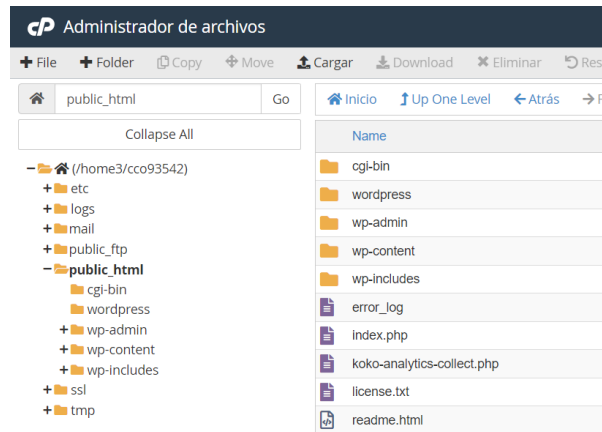 cP Administrador de archivos
+ File + Folder Copy Move Cargar Download Eliminar Res
public_html Go
Inicio Up One Level Atrás
Collapse All
Name
(/home3/cco93542)
etc
logs
mail
public_ftp
public_html
cgi-bin
wordpress
wp-admin
wp-content
wp-includes
ssl
tmp
cgi-bin
wordpress
wp-admin
wp-content
wp-includes
error_log
index.php
koko-analytics-collect.php
license.txt
readme.html